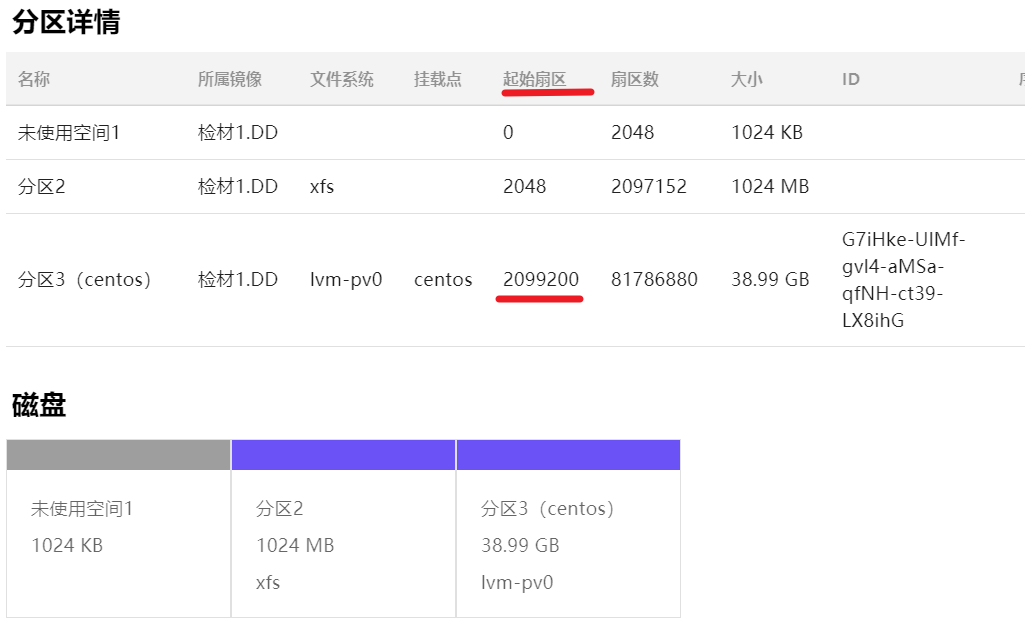 分区详情
名称 所属镜像 文件系统 挂载点 起始扇区 扇区数 大小 ID
未使用空间1 检材1.DD 0 2048 1024 KB
分区2 检材1.DD xfs 2048 2097152 1024 MB
分区3（centos） 检材1.DD lvm-pv0 centos 2099200 81786880 38.99 GB G7iHke-UIMf-
gvl4-aMSa-
qfNH-ct39-
LX8ihG
磁盘
未使用空间1
1024 KB
分区2
1024 MB
xfs
分区3（centos）
38.99 GB
lvm-pv0